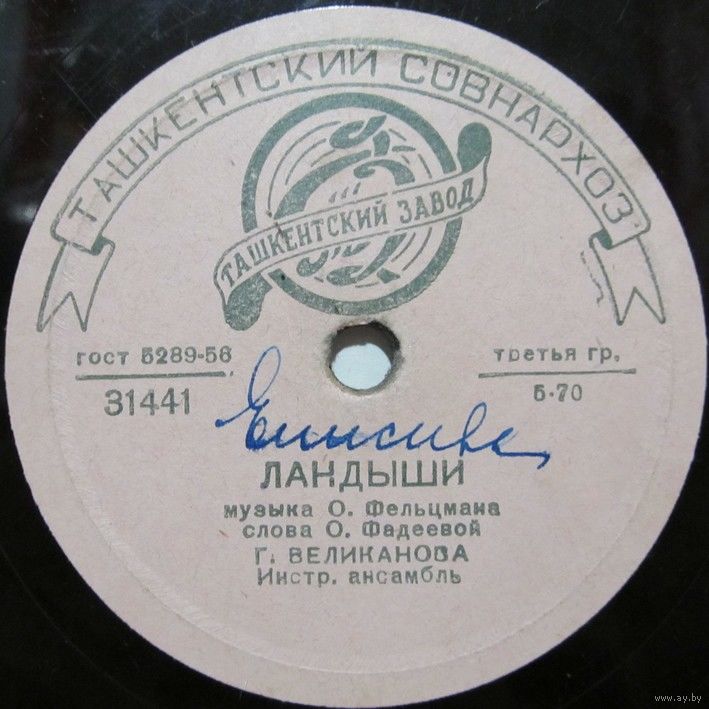 ТАШКЕНТСКИЙ СОВНАРХОЗ
ТАШКЕНТСКИЙ ЗАВОД
гост 5289-56
третья гр.
31441
5-70
ЛАНДЫШИ
музыка О. Фельцмана
слова О. Фадеевой
Г. ВЕЛИКАНОВА
Инстр. ансамбль
www.ay.by